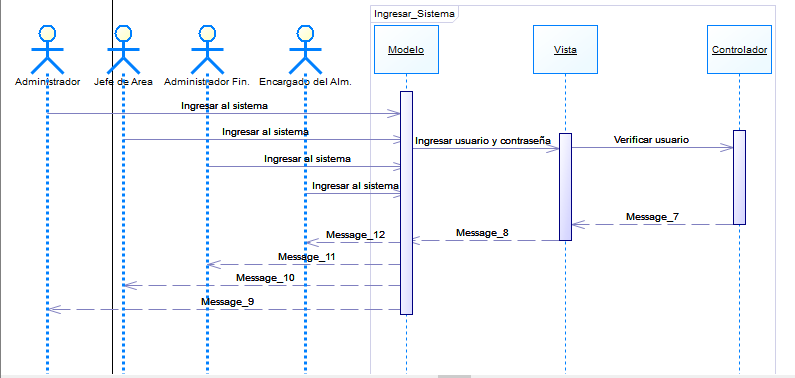 Ingresar_Sistema
Modelo
Vista
Controlador
Administrador
Jefe de Area
Administrador Fin.
Encargado del Alm.
Ingresar al sistema
Ingresar al sistema
Ingresar usuario y contraseña
Verificar usuario
Ingresar al sistema
Ingresar al sistema
Message_7
Message_12
Message_8
Message_11
Message_10
Message_9